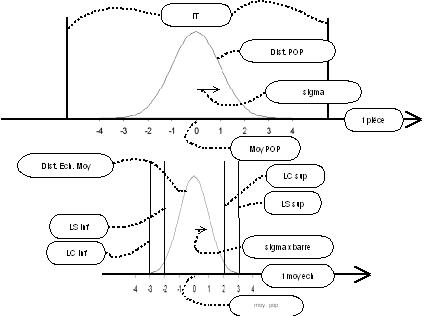 IT
Dist. POP
sigma
1 pièce
-4 -3 -2 -1 0 1 2 3 4
Moy POP
Dist. Ech. Moy
LC sup
LS Inf
LS sup
LC Inf
sigma x barre
1 moy ech
-4 -3 -2 -1 0 1 2 3 4
moy. pop